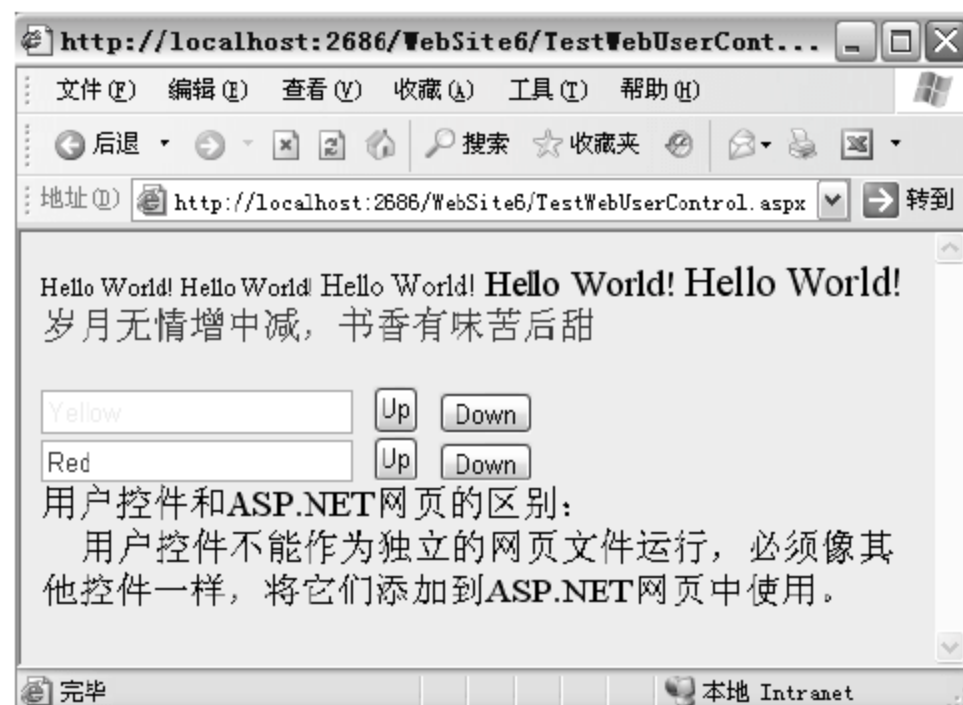 http://localhost:2686/WebSite6/TestWebUserCont...
文件(F) 编辑(E) 查看(V) 收藏(A) 工具(T) 帮助(H)
后退 搜索 收藏夹
地址(D) http://localhost:2686/WebSite6/TestWebUserControl.aspx 转到
Hello World! Hello World! Hello World! Hello World! Hello World!
岁月无情增中减，书香有味苦后甜
Yellow Up Down
Red Up Down
用户控件和ASP.NET网页的区别：
用户控件不能作为独立的网页文件运行，必须像其
他控件一样，将它们添加到ASP.NET网页中使用。
完毕 本地 Intranet